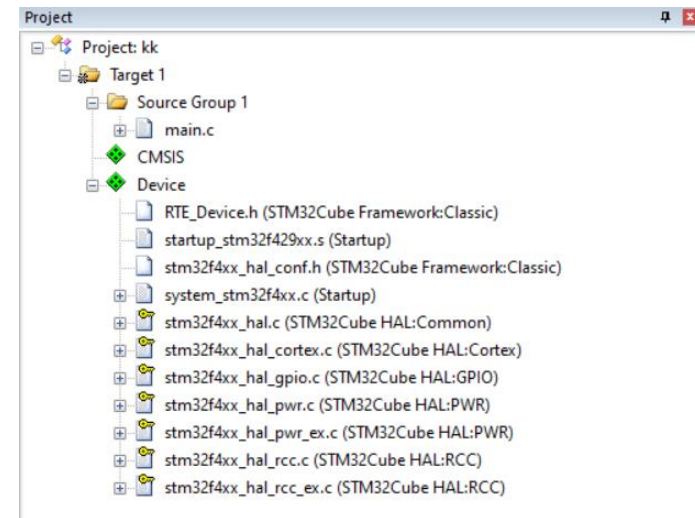 Project
Project: kk
Target 1
Source Group 1
main.c
CMSIS
Device
RTE_Device.h (STM32Cube Framework:Classic)
startup_stm32f429xx.s (Startup)
stm32f4xx_hal_conf.h (STM32Cube Framework:Classic)
system_stm32f4xx.c (Startup)
stm32f4xx_hal.c (STM32Cube HAL:Common)
stm32f4xx_hal_cortex.c (STM32Cube HAL:Cortex)
stm32f4xx_hal_gpio.c (STM32Cube HAL:GPIO)
stm32f4xx_hal_pwr.c (STM32Cube HAL:PWR)
stm32f4xx_hal_pwr_ex.c (STM32Cube HAL:PWR)
stm32f4xx_hal_rcc.c (STM32Cube HAL:RCC)
stm32f4xx_hal_rcc_ex.c (STM32Cube HAL:RCC)